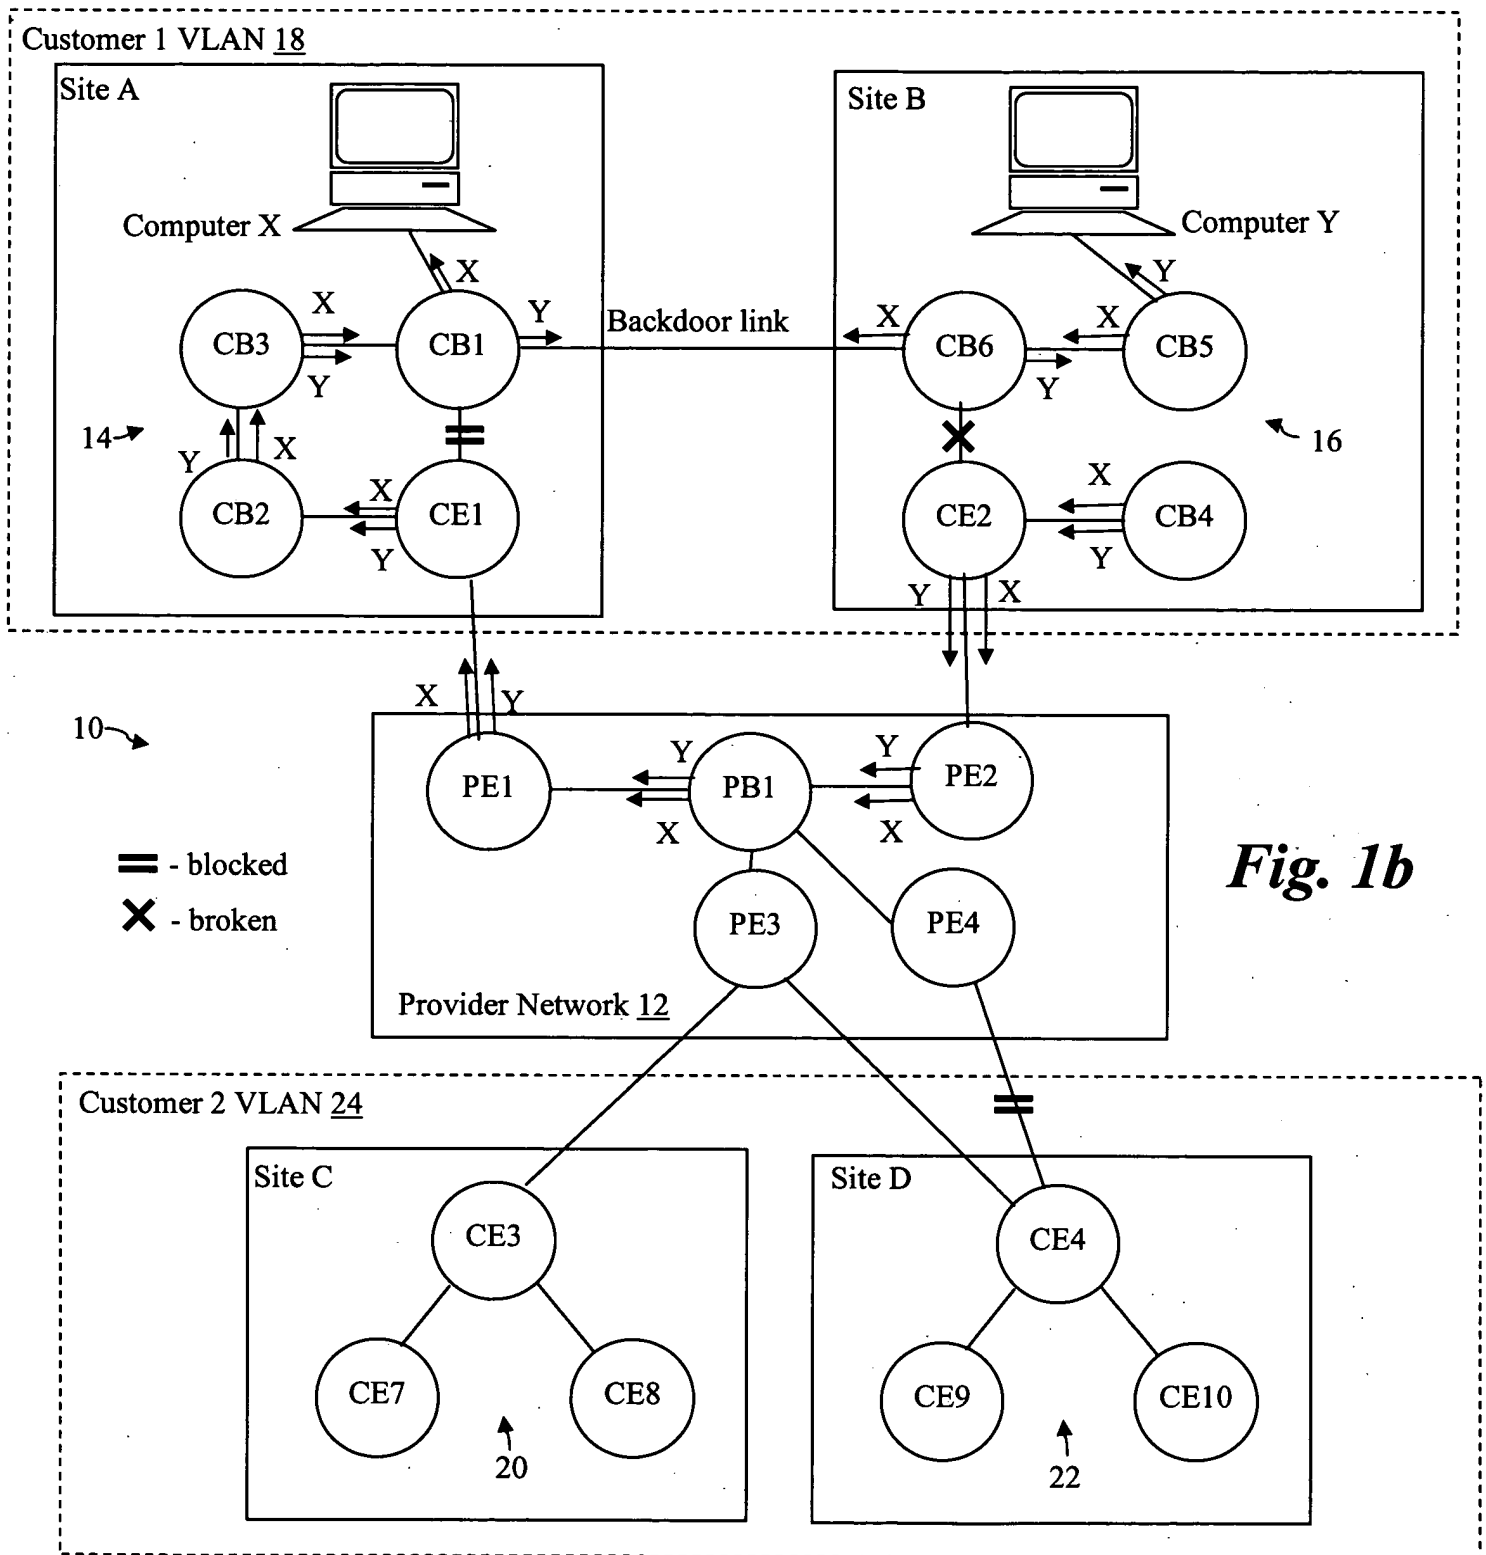 Customer 1 VLAN 18
Site A
Site B
Computer X
Computer Y
X
Y
CB3
X
Y
CB1
Y
Backdoor link
X
CB6
Y
X
CB5
14
16
Y
X
CB2
X
Y
CE1
CE2
X
Y
CB4
Y
X
X
Y
10
PE1
Y
X
PB1
Y
X
PE2
= - blocked
X - broken
PE3
PE4
Fig. 1b
Provider Network 12
Customer 2 VLAN 24
Site C
Site D
CE3
CE4
CE7
CE8
CE9
CE10
20
22